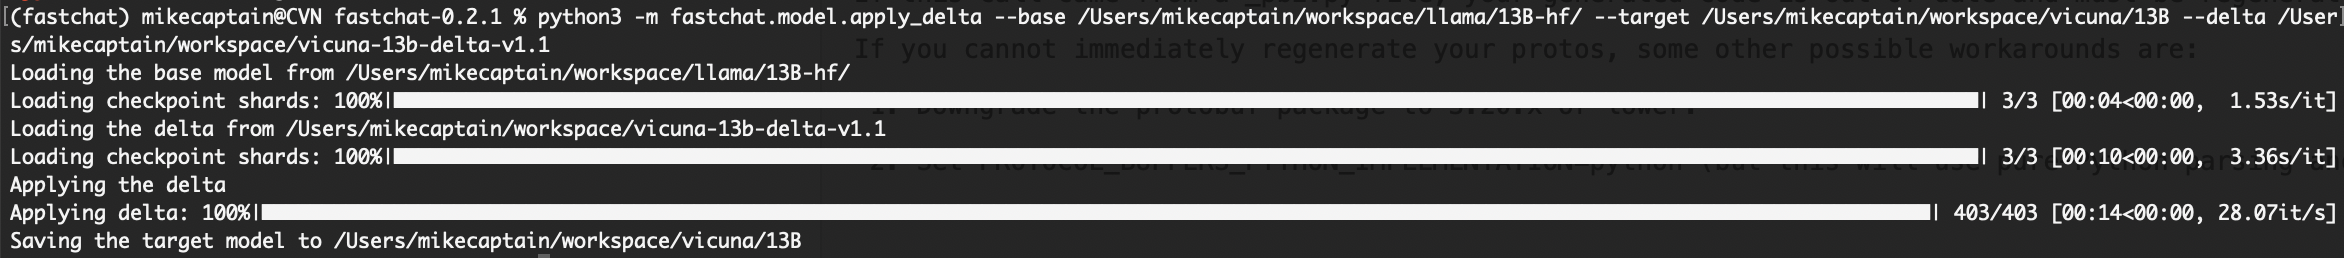 [(fastchat) mikecaptain@CVN fastchat-0.2.1 % python3 -m fastchat.model.apply_delta --base /Users/mikecaptain/workspace/llama/13B-hf/ --target /Users/mikecaptain/workspace/vicuna/13B --delta /User]
s/mikecaptain/workspace/vicuna-13b-delta-v1.1
If you cannot immediately regenerate your protos, some other possible workarounds are:
Loading the base model from /Users/mikecaptain/workspace/llama/13B-hf/
Loading checkpoint shards: 100%| | 3/3 [00:04<00:00,  1.53s/it]
1. Downgrade the protobuf package to 3.20.x or lower.
Loading the delta from /Users/mikecaptain/workspace/vicuna-13b-delta-v1.1
Loading checkpoint shards: 100%| | 3/3 [00:10<00:00,  3.36s/it]
2. Set PROTOCOL_BUFFERS_PYTHON_IMPLEMENTATION=python (but this will use pure-Python parsing
Applying the delta
Applying delta: 100%| | 403/403 [00:14<00:00, 28.07it/s]
Saving the target model to /Users/mikecaptain/workspace/vicuna/13B